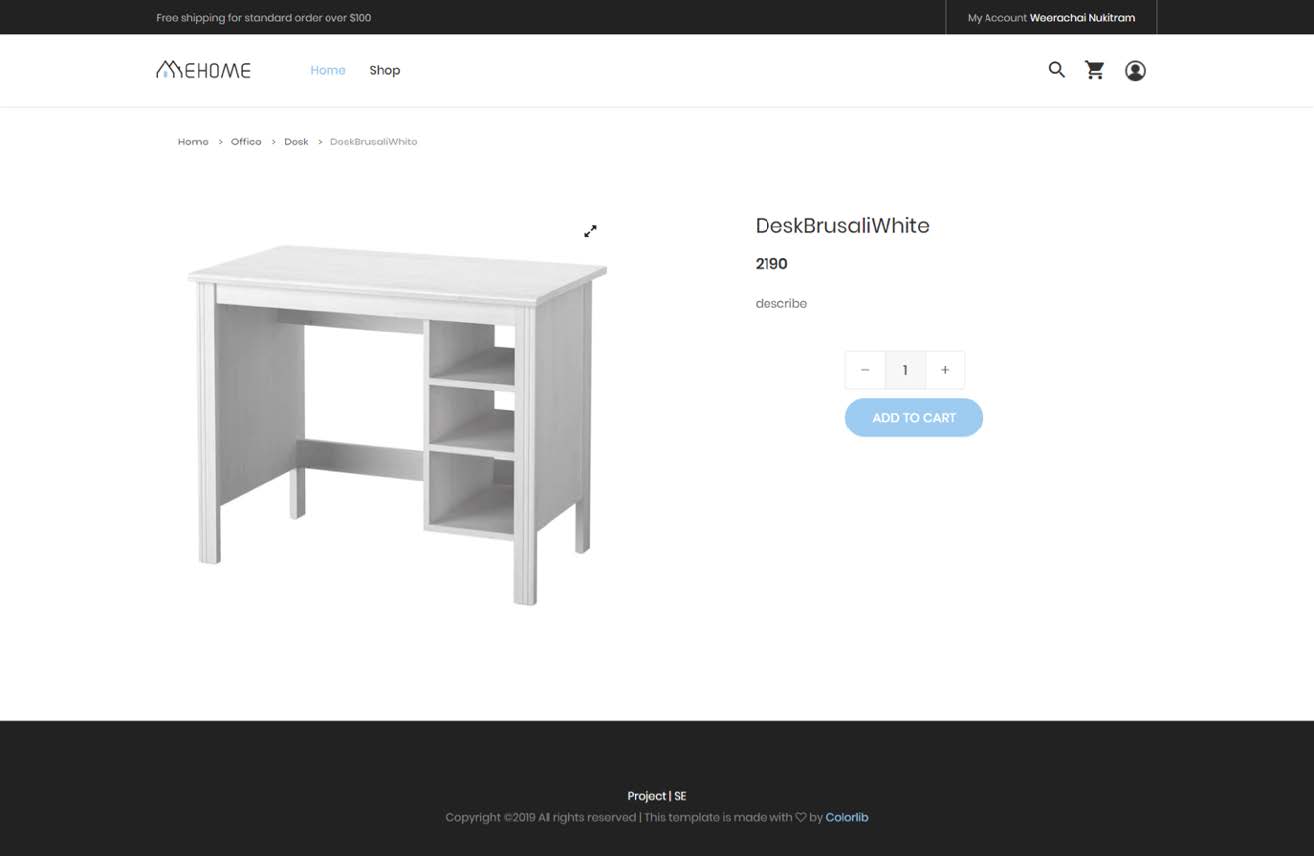 Free shipping for standard order over $100
My Account Weerachai Nukitram
MEHOME
Home
Shop
Home > Office > Desk > DeskBrusaliWhite
DeskBrusaliWhite
2190
describe
− 1 +
ADD TO CART
Project | SE
Copyright ©2019 All rights reserved | This template is made with ♡ by Colorlib